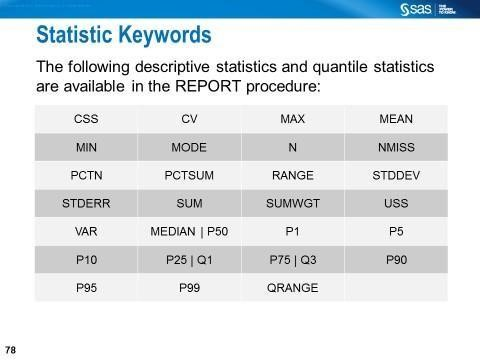 sas
THE
POWER
TO KNOW.
Statistic Keywords
The following descriptive statistics and quantile statistics
are available in the REPORT procedure:
CSS CV MAX MEAN
MIN MODE N NMISS
PCTN PCTSUM RANGE STDDEV
STDERR SUM SUMWGT USS
VAR MEDIAN | P50 P1 P5
P10 P25 | Q1 P75 | Q3 P90
P95 P99 QRANGE
78